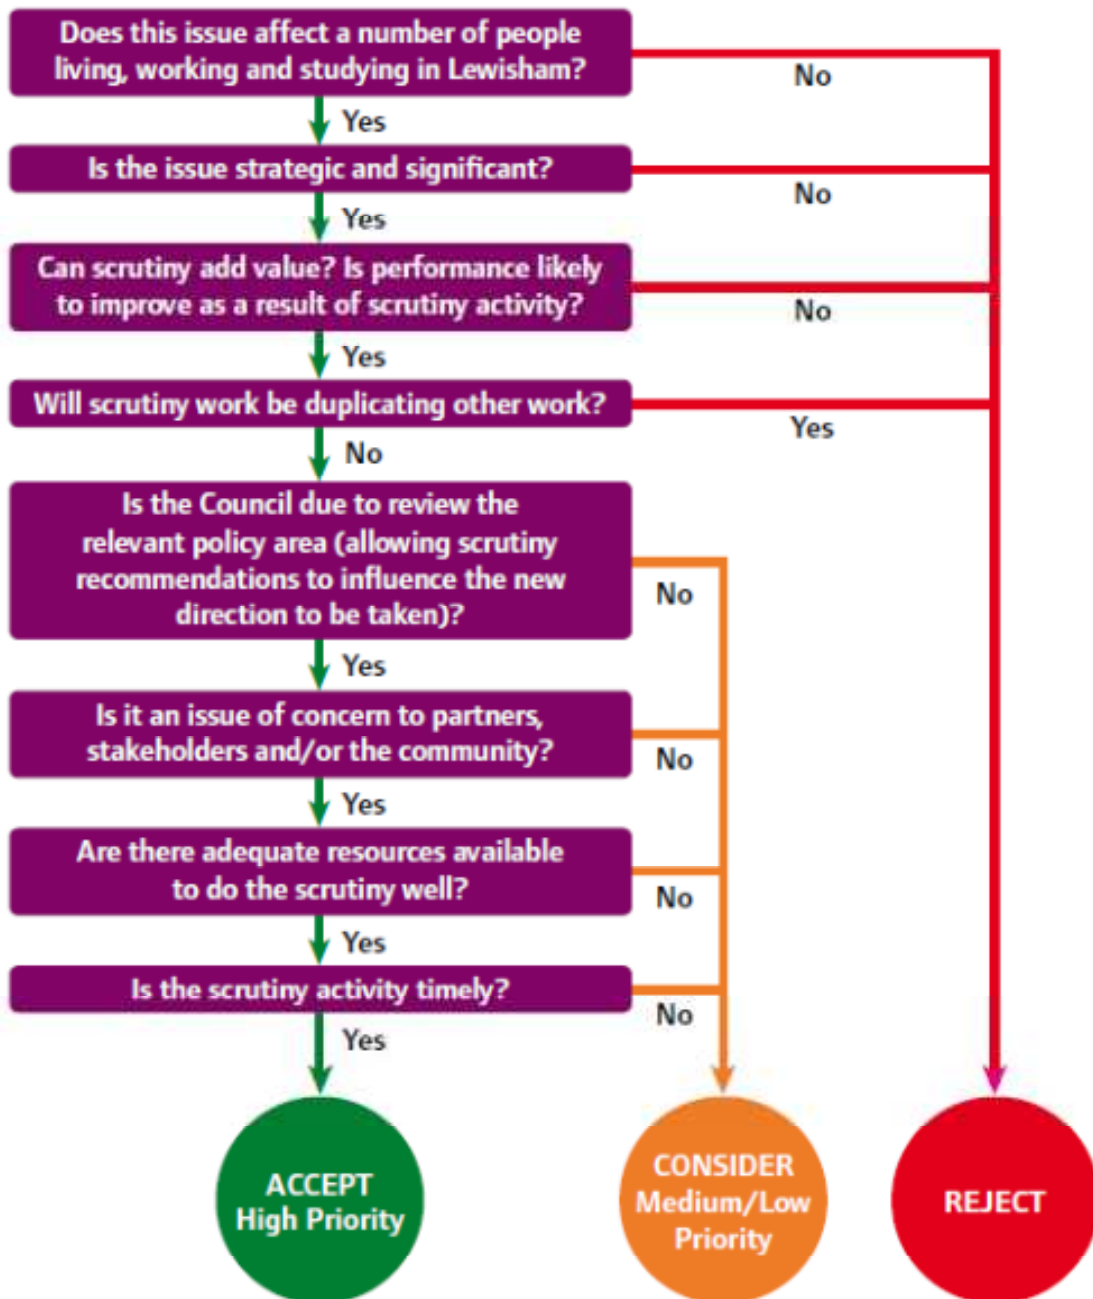 Does this issue affect a number of people
living, working and studying in Lewisham?
No
Yes
Is the issue strategic and significant?
No
Yes
Can scrutiny add value? Is performance likely
to improve as a result of scrutiny activity?
No
Yes
Will scrutiny work be duplicating other work?
Yes
No
Is the Council due to review the
relevant policy area (allowing scrutiny
recommendations to influence the new
direction to be taken)?
No
Yes
Is it an issue of concern to partners,
stakeholders and/or the community?
No
Yes
Are there adequate resources available
to do the scrutiny well?
No
Yes
Is the scrutiny activity timely?
No
Yes
ACCEPT
High Priority
CONSIDER
Medium/Low
Priority
REJECT